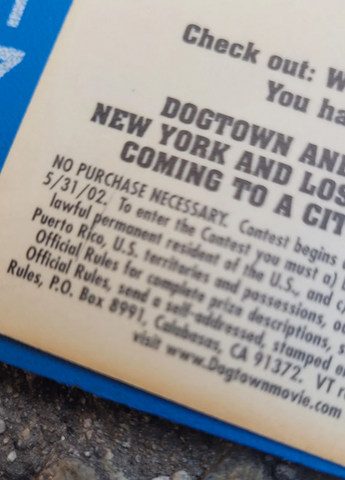 Check out: W
You ha
DOGTOWN AND
NEW YORK AND LOS
COMING TO A CIT
NO PURCHASE NECESSARY. Contest begins
5/31/02. To enter the Contest you must a)
lawful permanent resident of the U.S., and c/
Puerto Rico, U.S. territories and possessions, ou
Official Rules for complete prize descriptions, s
Official Rules, send a self-addressed, stamped e
Rules, P.O. Box 8991, Calabasas, CA 91372. VT r
visit www.Dogtownmovie.com